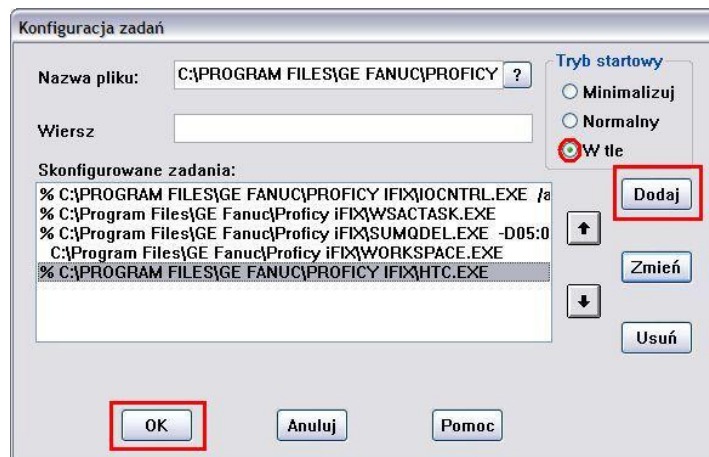 Konfiguracja zadań
Nazwa pliku:
C:\PROGRAM FILES\GE FANUC\PROFICY
?
Wiersz
Tryb startowy
Minimalizuj
Normalny
W tle
Skonfigurowane zadania:
% C:\PROGRAM FILES\GE FANUC\PROFICY IFIX\IOCNTRL.EXE /a
% C:\Program Files\GE Fanuc\Proficy iFIX\WSACTASK.EXE
% C:\Program Files\GE Fanuc\Proficy iFIX\SUMQDEL.EXE -D05:0
C:\Program Files\GE Fanuc\Proficy iFIX\WORKSPACE.EXE
% C:\PROGRAM FILES\GE FANUC\PROFICY IFIX\HTC.EXE
Dodaj
Zmień
Usuń
OK
Anuluj
Pomoc